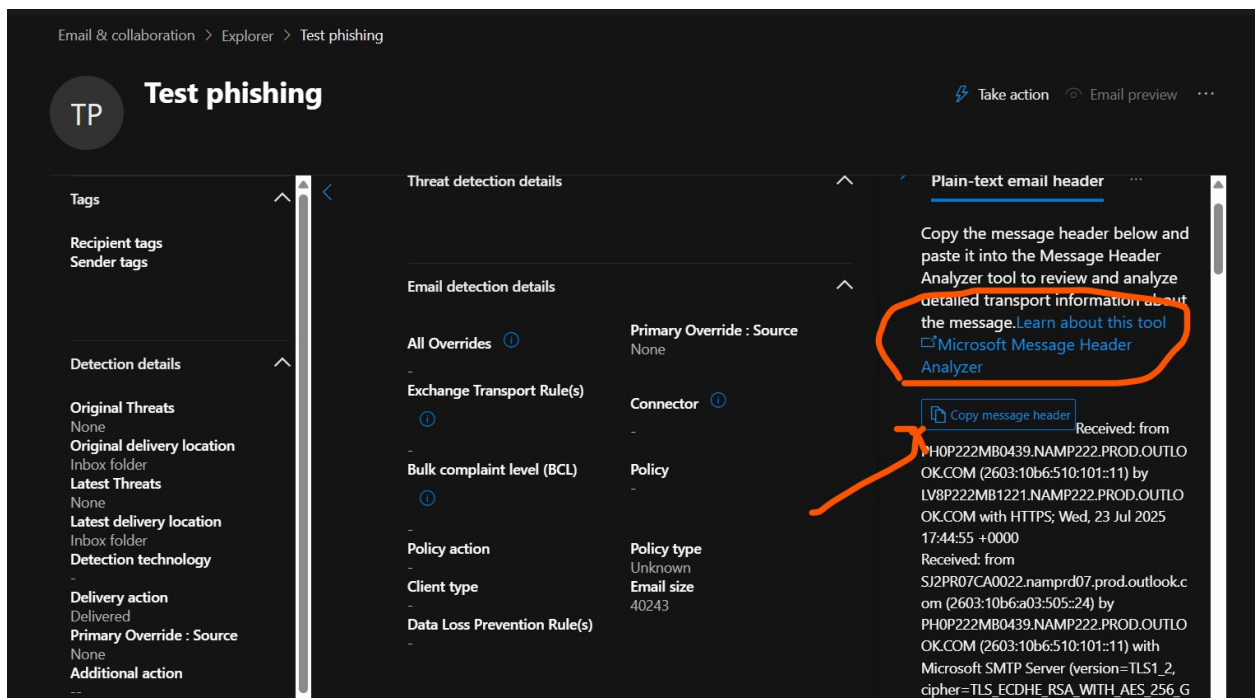 Email & collaboration > Explorer > Test phishing
TP
Test phishing
Take action
Email preview
Tags
Recipient tags
Sender tags
Detection details
Original Threats
None
Original delivery location
Inbox folder
Latest Threats
None
Latest delivery location
Inbox folder
Detection technology
-
Delivery action
Delivered
Primary Override : Source
None
Additional action
--
Threat detection details
Email detection details
All Overrides
-
Primary Override : Source
None
Exchange Transport Rule(s)
-
Connector
-
Bulk complaint level (BCL)
-
Policy
-
Policy action
-
Policy type
Unknown
Client type
-
Email size
40243
Data Loss Prevention Rule(s)
-
Plain-text email header
Copy the message header below and
paste it into the Message Header
Analyzer tool to review and analyze
detailed transport information about
the message.Learn about this tool
Microsoft Message Header
Analyzer
Copy message header
Received: from
PH0P222MB0439.NAMP222.PROD.OUTLO
OK.COM (2603:10b6:510:101::11) by
LV8P222MB1221.NAMP222.PROD.OUTLO
OK.COM with HTTPS; Wed, 23 Jul 2025
17:44:55 +0000
Received: from
SJ2PR07CA0022.namprd07.prod.outlook.c
om (2603:10b6:a03:505::24) by
PH0P222MB0439.NAMP222.PROD.OUTLO
OK.COM (2603:10b6:510:101::11) with
Microsoft SMTP Server (version=TLS1_2,
cipher=TLS_ECDHE_RSA_WITH_AES_256_G